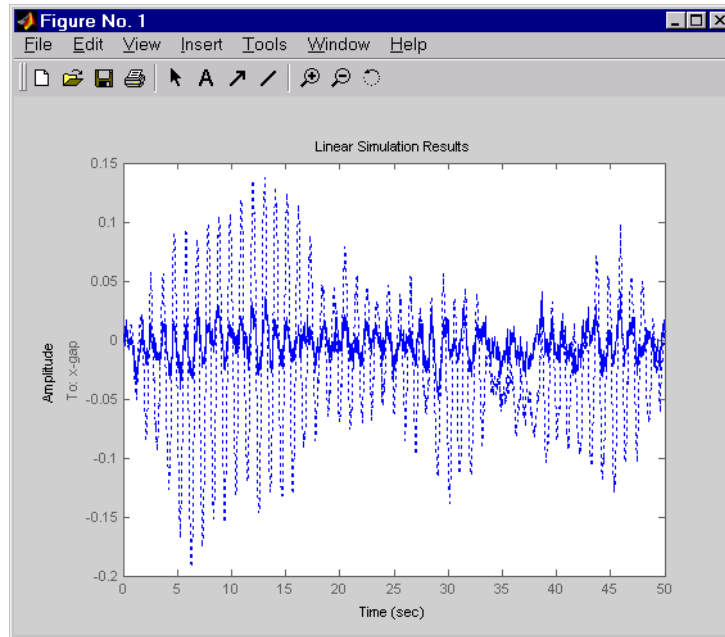 Figure No. 1
File Edit View Insert Tools Window Help
A
Linear Simulation Results
0.15
0.1
0.05
0
-0.05
-0.1
-0.15
-0.2
Amplitude
To: x-gap
0 5 10 15 20 25 30 35 40 45 50
Time (sec)